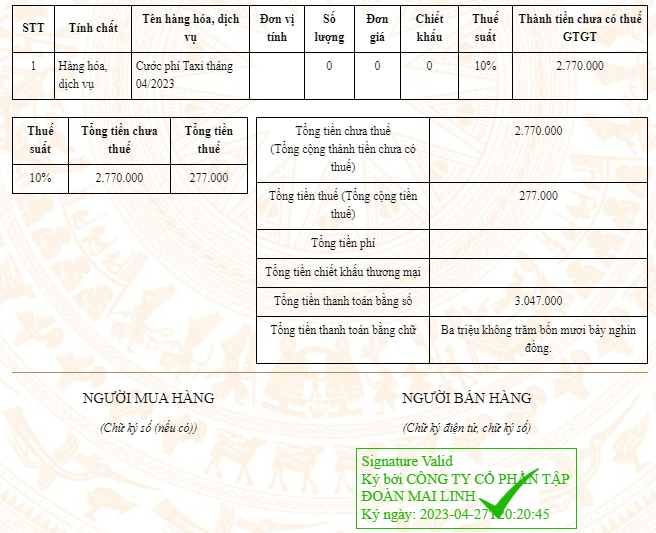 STT Tính chất Tên hàng hóa, dịch vụ Đơn vị tính Số lượng Đơn giá Chiết khấu Thuế suất Thành tiền chưa có thuế GTGT
1 Hàng hóa, dịch vụ Cước phí Taxi tháng 04/2023 0 0 0 10% 2.770.000
Thuế suất Tổng tiền chưa thuế Tổng tiền thuế
10% 2.770.000 277.000
Tổng tiền chưa thuế
(Tổng cộng thành tiền chưa có thuế) 2.770.000
Tổng tiền thuế (Tổng cộng tiền thuế) 277.000
Tổng tiền phí
Tổng tiền chiết khấu thương mại
Tổng tiền thanh toán bằng số 3.047.000
Tổng tiền thanh toán bằng chữ Ba triệu không trăm bốn mươi bảy nghìn đồng.
NGƯỜI MUA HÀNG
(Chữ ký số (nếu có))
NGƯỜI BÁN HÀNG
(Chữ ký điện tử, chữ ký số)
Signature Valid
Ký bởi CÔNG TY CỔ PHẦN TẬP
ĐOÀN MAI LINH
Ký ngày: 2023-04-27T20:20:45